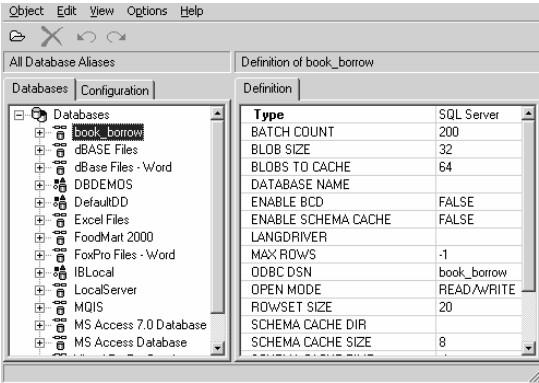 Object Edit View Options Help
All Database Aliases
Definition of book_borrow
Databases
Configuration
Definition
Databases
book_borrow
dBASE Files
dBase Files - Word
DBDEMOS
DefaultDD
Excel Files
FoodMart 2000
FoxPro Files - Word
IBLocal
LocalServer
MQIS
MS Access 7.0 Database
MS Access Database
Type SQL Server
BATCH COUNT 200
BLOB SIZE 32
BLOBS TO CACHE 64
DATABASE NAME
ENABLE BCD FALSE
ENABLE SCHEMA CACHE FALSE
LANGDRIVER
MAX ROWS -1
ODBC DSN book_borrow
OPEN MODE READ/WRITE
ROWSET SIZE 20
SCHEMA CACHE DIR
SCHEMA CACHE SIZE 8